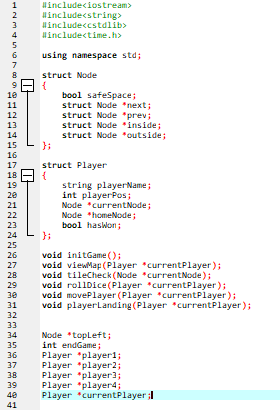 1 #include<iostream>
2 #include<string>
3 #include<cstdlib>
4 #include<time.h>
5
6 using namespace std;
7
8 struct Node
9 {
10 bool safeSpace;
11 struct Node *next;
12 struct Node *prev;
13 struct Node *inside;
14 struct Node *outside;
15 };
16
17 struct Player
18 {
19 string playerName;
20 int playerPos;
21 Node *currentNode;
22 Node *homeNode;
23 bool hasWon;
24 };
25
26 void initGame();
27 void viewMap(Player *currentPlayer);
28 void tileCheck(Node *currentNode);
29 void rollDice(Player *currentPlayer);
30 void movePlayer(Player *currentPlayer);
31 void playerLanding(Player *currentPlayer);
32
33
34 Node *topLeft;
35 int endGame;
36 Player *player1;
37 Player *player2;
38 Player *player3;
39 Player *player4;
40 Player *currentPlayer;
41